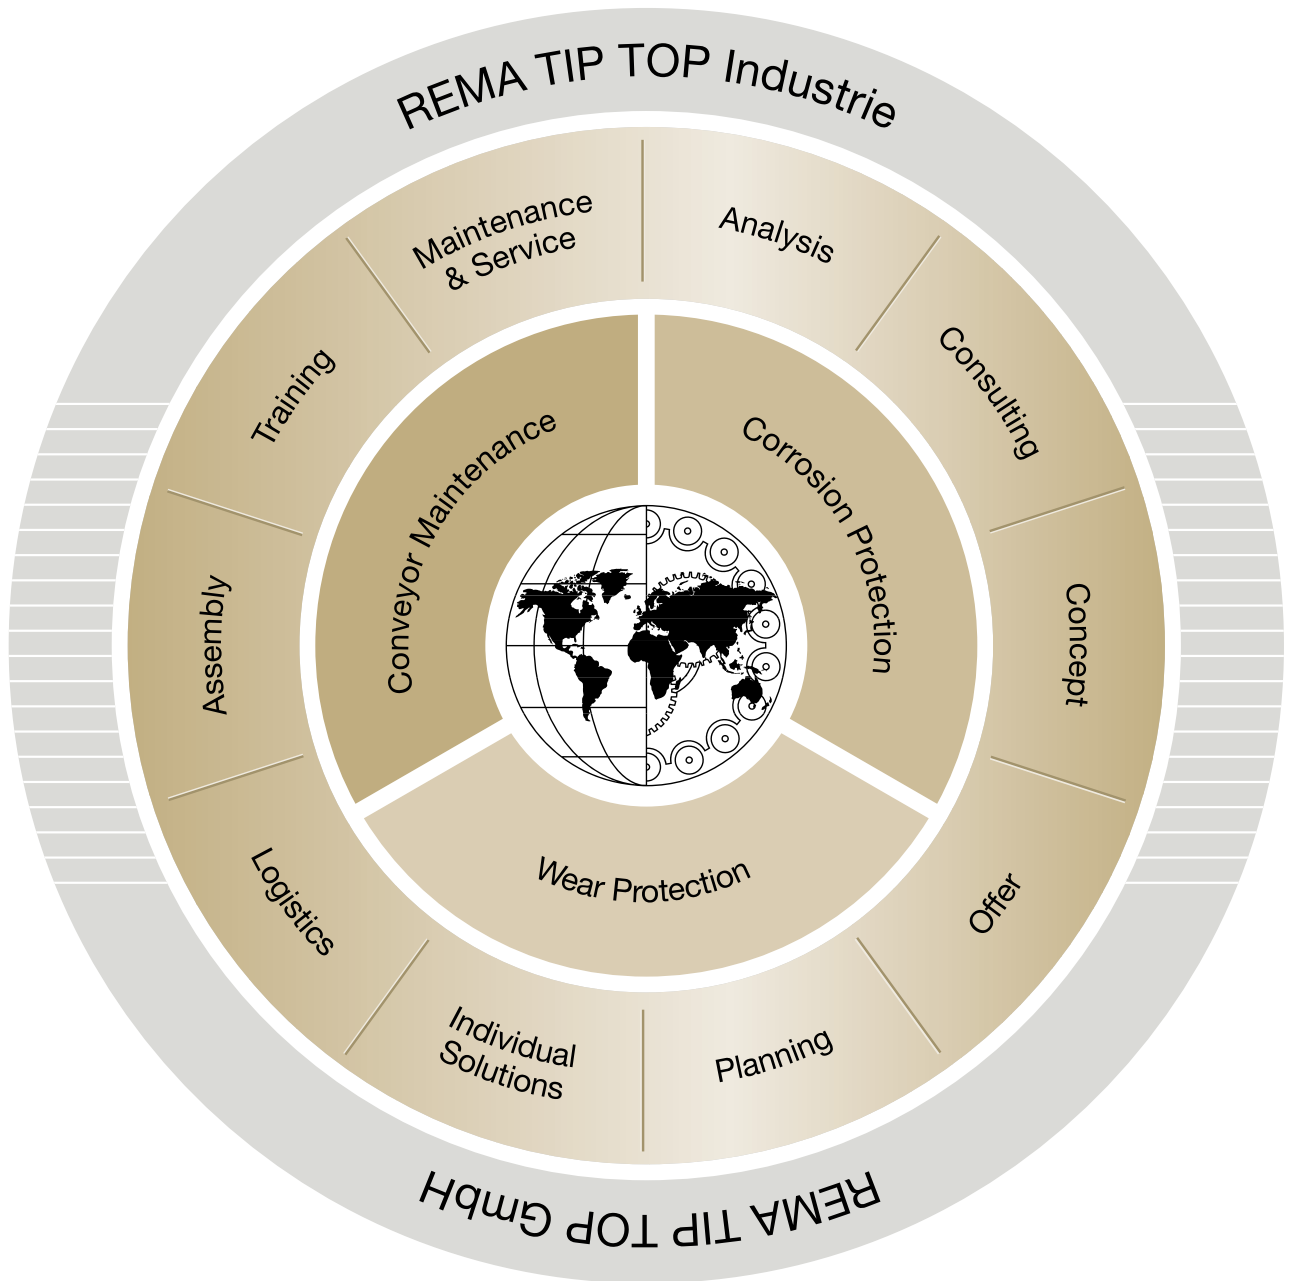 REMA TIP TOP Industrie
Analysis
Consulting
Concept
Offer
Planning
Individual
Solutions
Logistics
Assembly
Training
Maintenance
& Service
Corrosion Protection
Wear Protection
Conveyor Maintenance
REMA TIP TOP GmbH